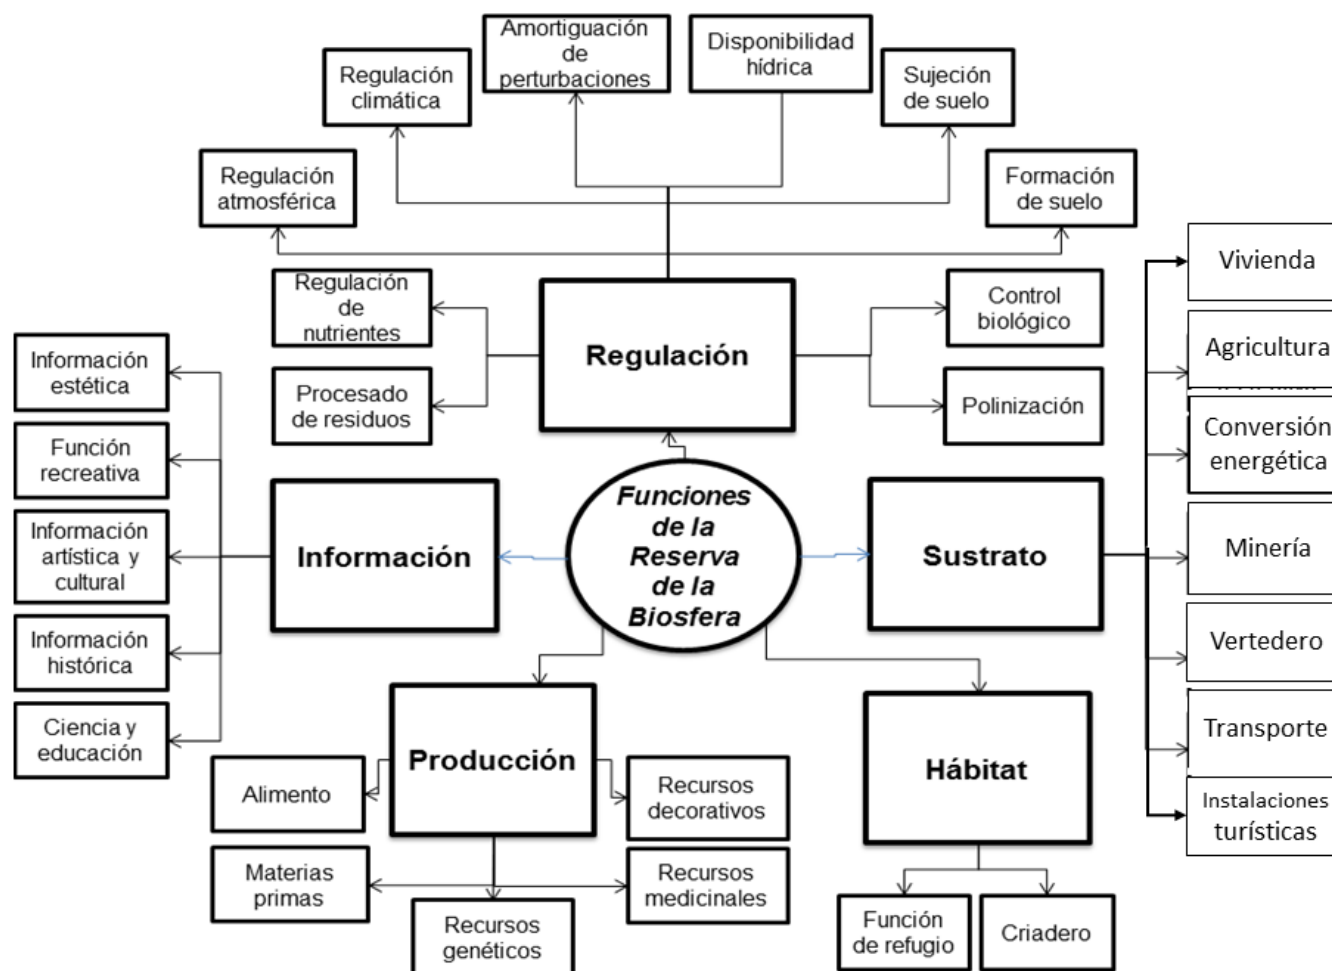 Amortiguación
de
perturbaciones
Disponibilidad
hídrica
Regulación
climática
Sujeción
de suelo
Regulación
atmosférica
Formación
de suelo
Regulación
de
nutrientes
Procesado
de residuos
Regulación
Control
biológico
Polinización
Vivienda
Agricultura
Conversión
energética
Minería
Vertedero
Transporte
Instalaciones
turísticas
Información
estética
Función
recreativa
Información
artística y
cultural
Información
histórica
Ciencia y
educación
Información
Funciones
de la
Reserva
de la
Biosfera
Sustrato
Producción
Hábitat
Alimento
Recursos
decorativos
Materias
primas
Recursos
medicinales
Recursos
genéticos
Función
de refugio
Criadero